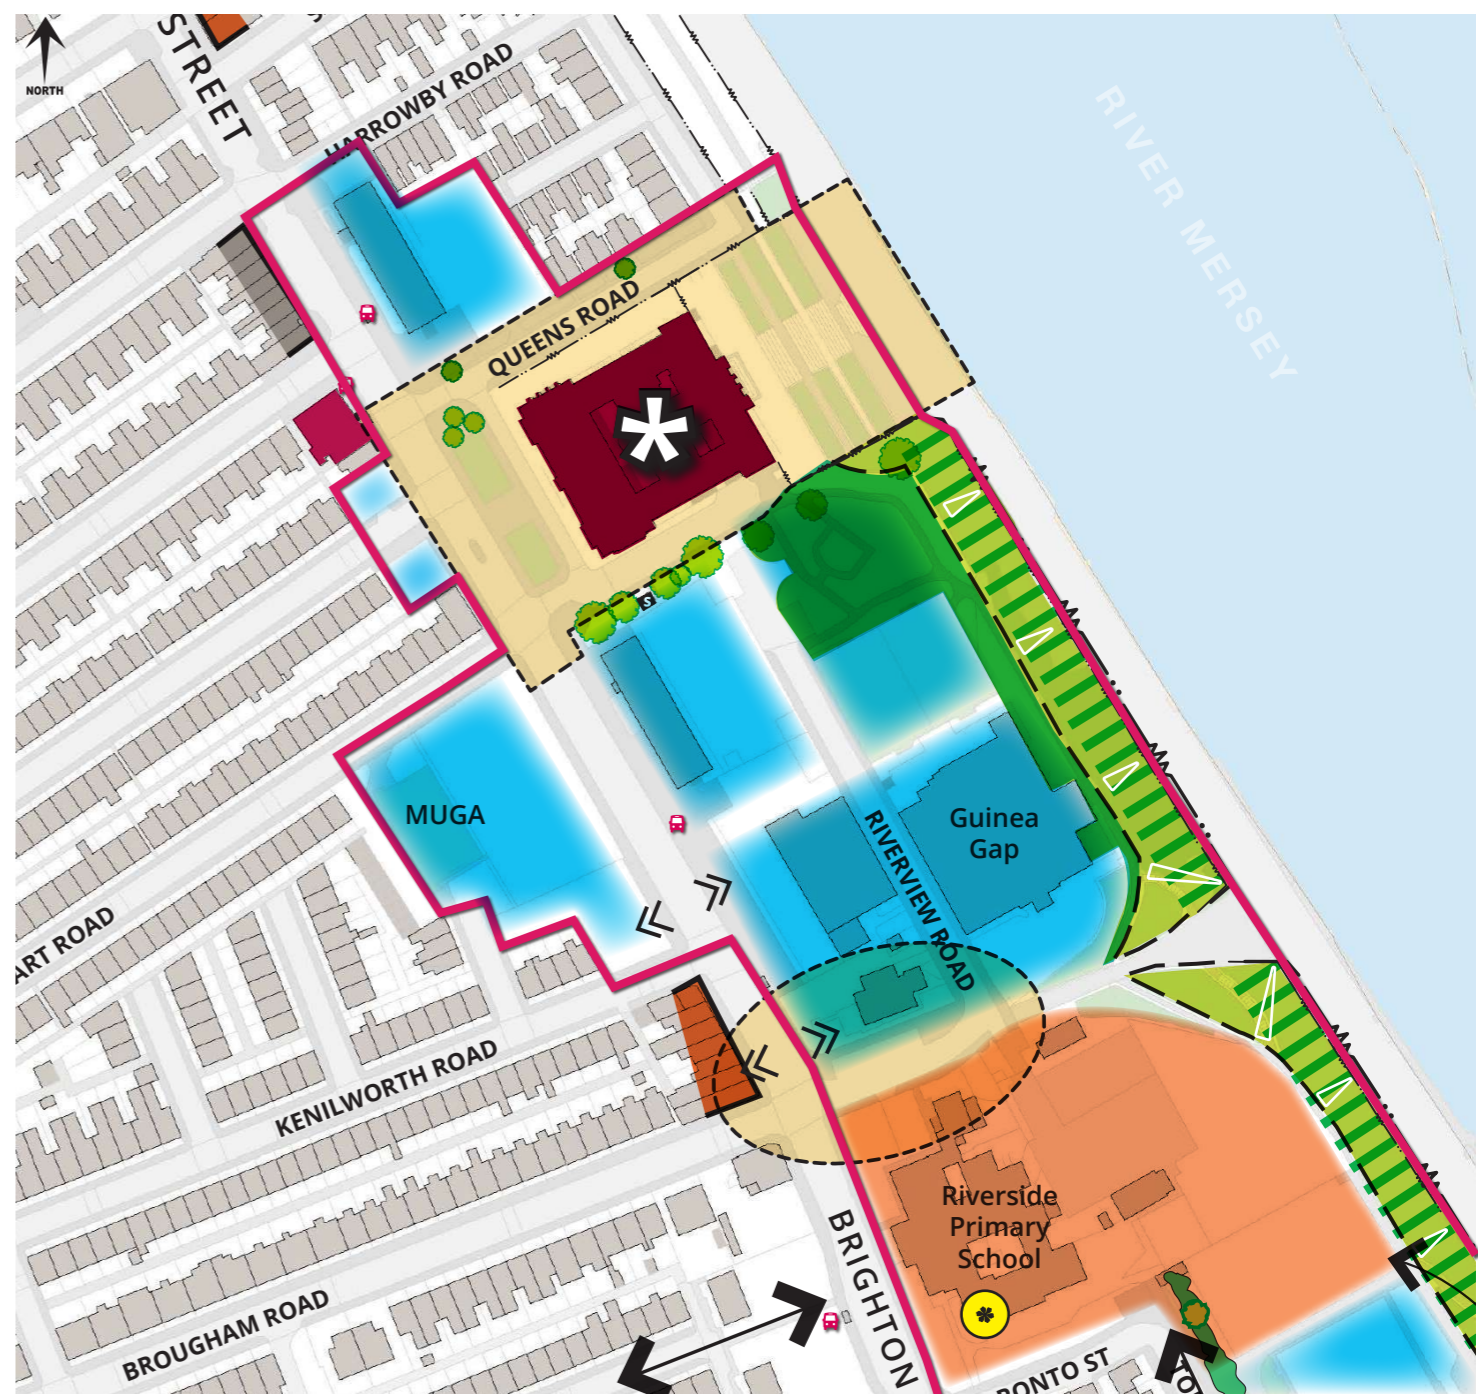 STREET
NORTH
HARROWBY ROAD
RIVER MERSEY
QUEENS ROAD
S
MUGA
Guinea
Gap
RIVERVIEW ROAD
ART ROAD
KENILWORTH ROAD
Riverside
Primary
School
BRIGHTON
BROUGHAM ROAD
RONTO ST
TOT